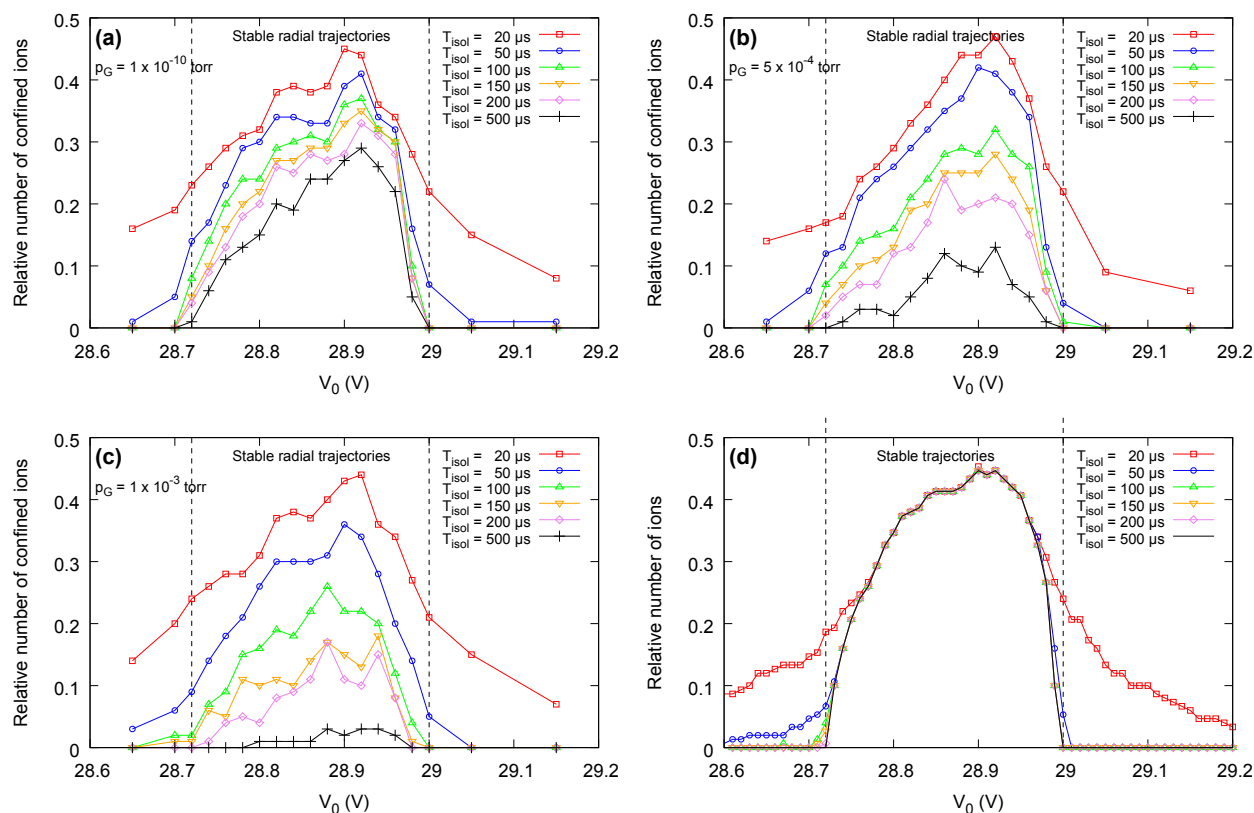 (a)
Stable radial trajectories
p_G = 1 x 10^-10 torr
T_isol = 20 µs
T_isol = 50 µs
T_isol = 100 µs
T_isol = 150 µs
T_isol = 200 µs
T_isol = 500 µs
Relative number of confined ions
0.5
0.4
0.3
0.2
0.1
0
28.6 28.7 28.8 28.9 29 29.1 29.2
V_0 (V)
(b)
Stable radial trajectories
p_G = 5 x 10^-4 torr
T_isol = 20 µs
T_isol = 50 µs
T_isol = 100 µs
T_isol = 150 µs
T_isol = 200 µs
T_isol = 500 µs
Relative number of confined ions
0.5
0.4
0.3
0.2
0.1
0
28.6 28.7 28.8 28.9 29 29.1 29.2
V_0 (V)
(c)
Stable radial trajectories
p_G = 1 x 10^-3 torr
T_isol = 20 µs
T_isol = 50 µs
T_isol = 100 µs
T_isol = 150 µs
T_isol = 200 µs
T_isol = 500 µs
Relative number of confined ions
0.5
0.4
0.3
0.2
0.1
0
28.6 28.7 28.8 28.9 29 29.1 29.2
V_0 (V)
(d)
Stable trajectories
T_isol = 20 µs
T_isol = 50 µs
T_isol = 100 µs
T_isol = 150 µs
T_isol = 200 µs
T_isol = 500 µs
Relative number of ions
0.5
0.4
0.3
0.2
0.1
0
28.6 28.7 28.8 28.9 29 29.1 29.2
V_0 (V)